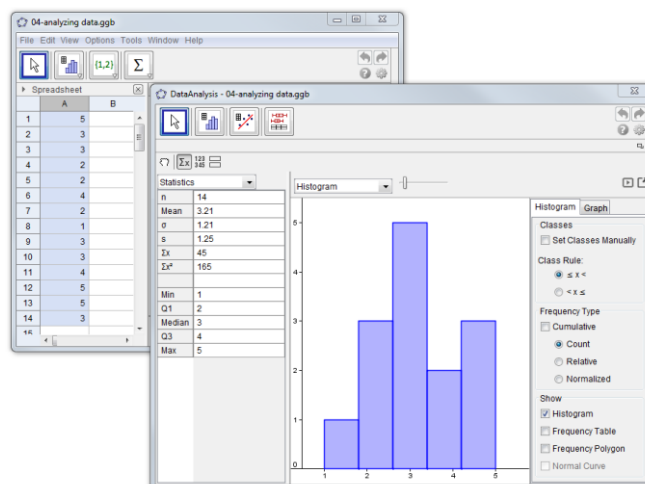 04-analyzing data.ggb
File Edit View Options Tools Window Help
{1,2} Σ
Spreadsheet
A B
1 5
2 3
3 3
4 2
5 2
6 4
7 2
8 1
9 3
10 3
11 4
12 5
13 5
14 3
15
DataAnalysis - 04-analyzing data.ggb
Σx 123 345
Statistics
n 14
Mean 3.21
σ 1.21
s 1.25
Σx 45
Σx² 165
Min 1
Q1 2
Median 3
Q3 4
Max 5
Histogram
5
4
3
2
1
0
1 2 3 4 5
Histogram Graph
Classes
Set Classes Manually
Class Rule:
≤ x <
< x ≤
Frequency Type
Cumulative
Count
Relative
Normalized
Show
Histogram
Frequency Table
Frequency Polygon
Normal Curve